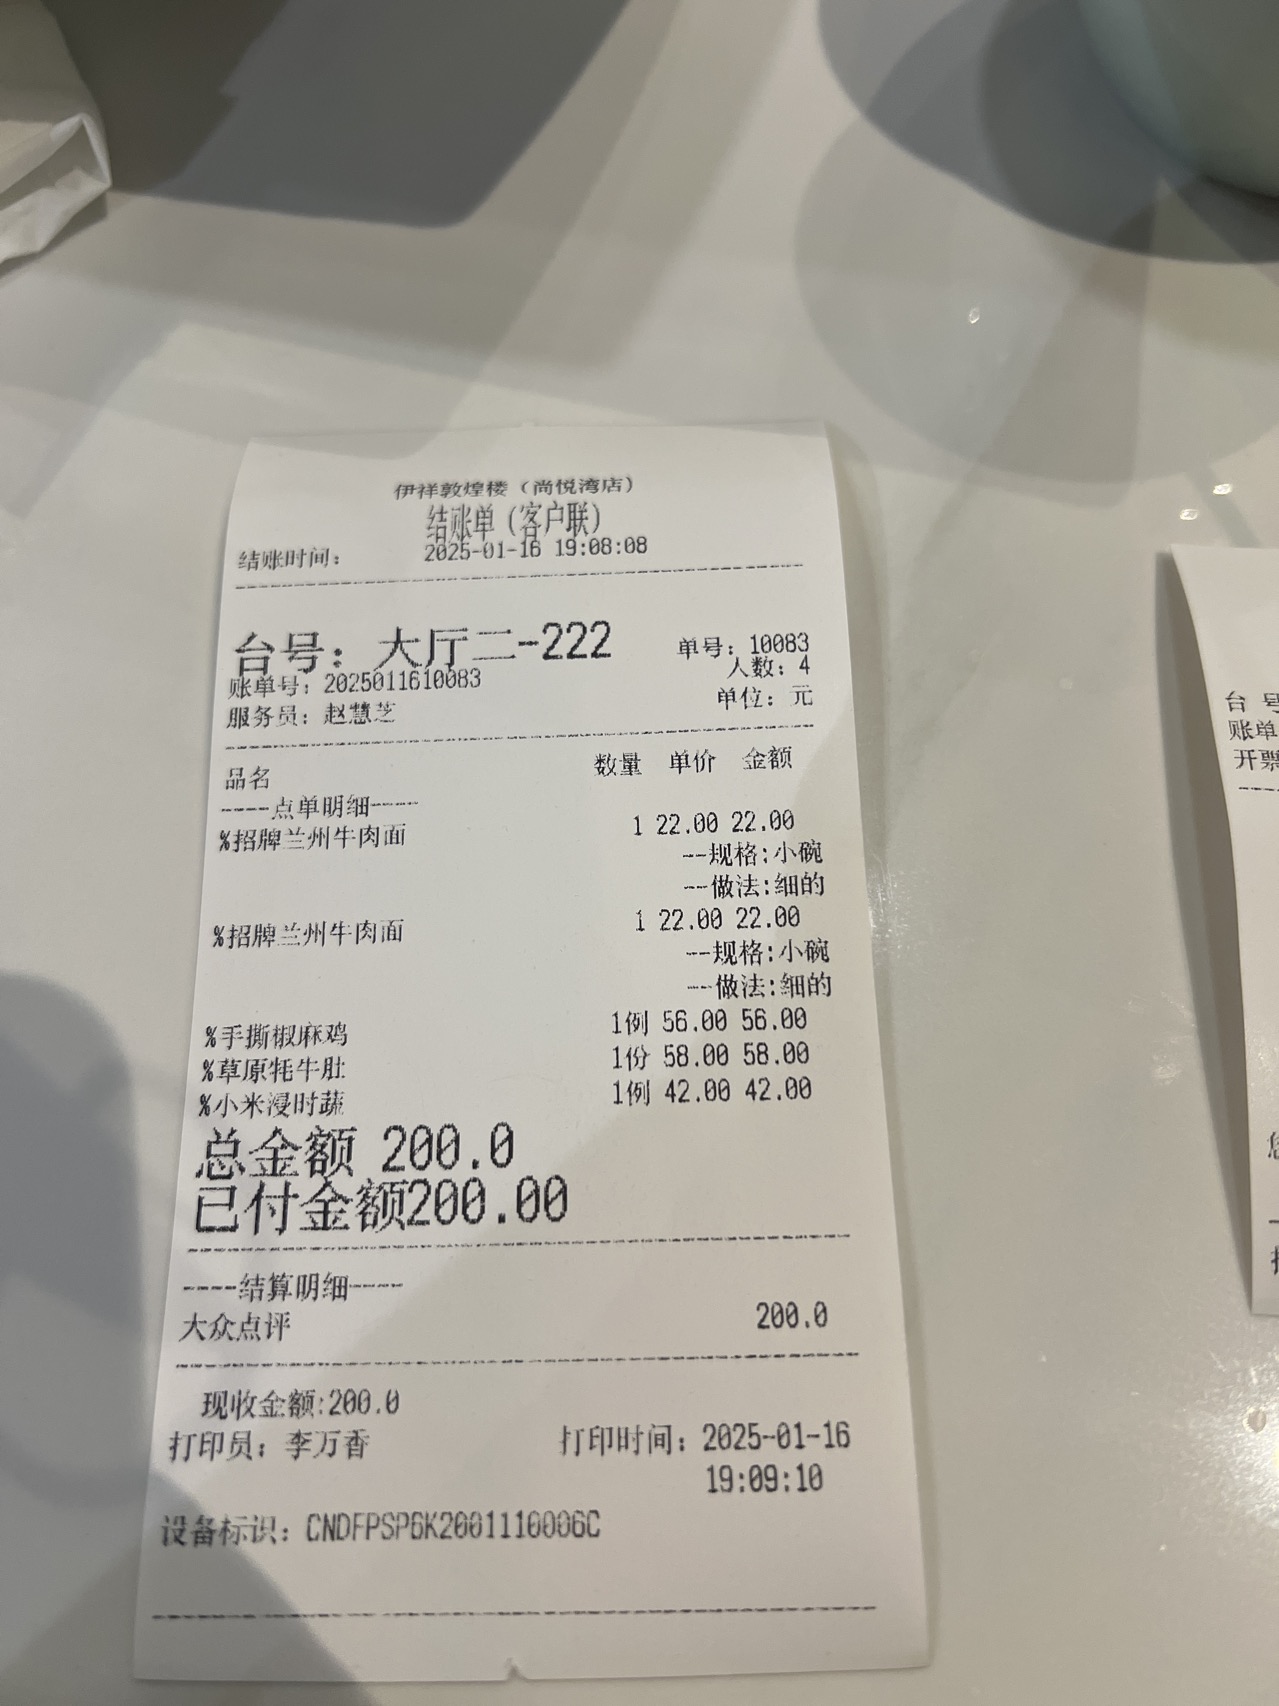 伊祥敦煌楼（尚悦湾店）
结账单（客户联）
结账时间： 2025-01-16 19:08:08
台号：大厅二-222 单号：10083
人数：4
账单号：2025011610083
单位：元
服务员：赵慧芝
品名 数量 单价 金额
----点单明细----
%招牌兰州牛肉面 1 22.00 22.00
--规格:小碗
--做法:细的
%招牌兰州牛肉面 1 22.00 22.00
--规格:小碗
--做法:细的
%手撕椒麻鸡 1例 56.00 56.00
%草原牦牛肚 1份 58.00 58.00
%小米浸时蔬 1例 42.00 42.00
总金额 200.0
已付金额200.00
----结算明细----
大众点评 200.0
现收金额:200.0
打印员：李万香 打印时间：2025-01-16
19:09:10
设备标识：CNDFPSP6K2001110006C
台 号
账单
开票